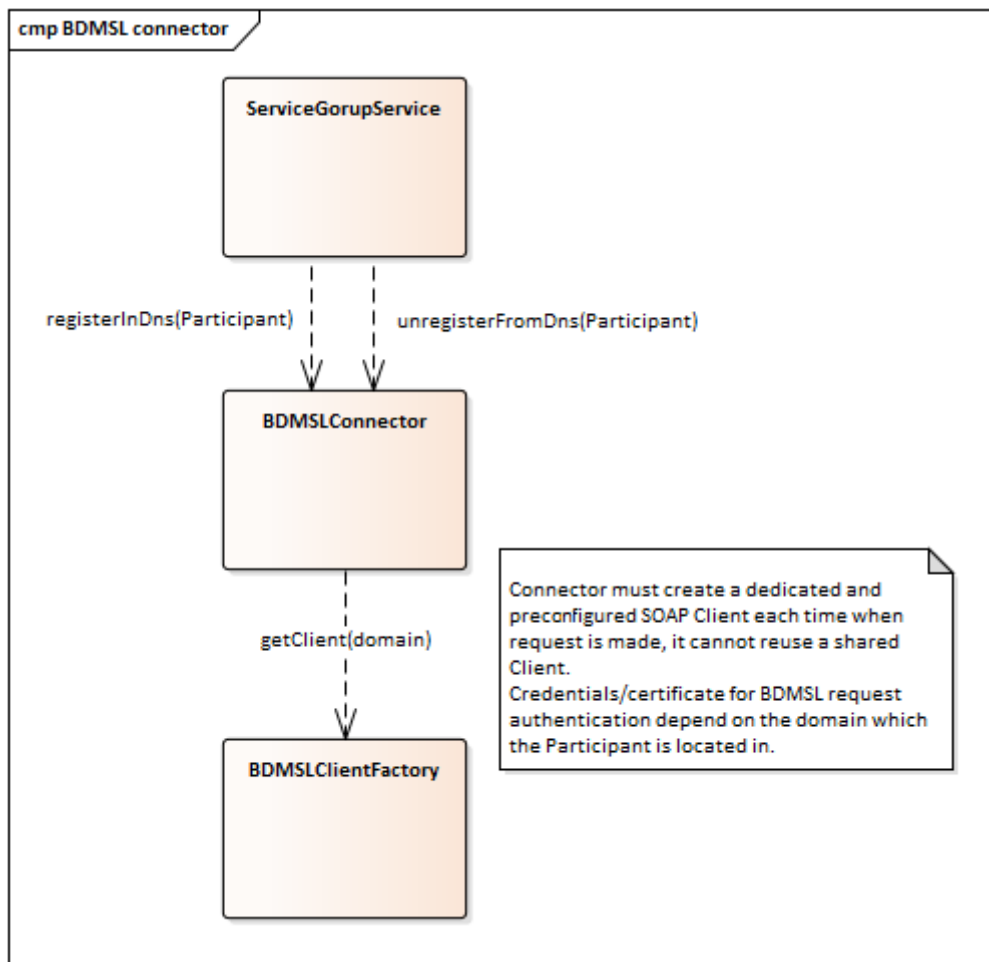 cmp BDMSL connector
ServiceGorupService
registerInDns(Participant)
unregisterFromDns(Participant)
BDMSLConnector
Connector must create a dedicated and
preconfigured SOAP Client each time when
request is made, it cannot reuse a shared
Client.
Credentials/certificate for BDMSL request
authentication depend on the domain which
the Participant is located in.
getClient(domain)
BDMSLClientFactory